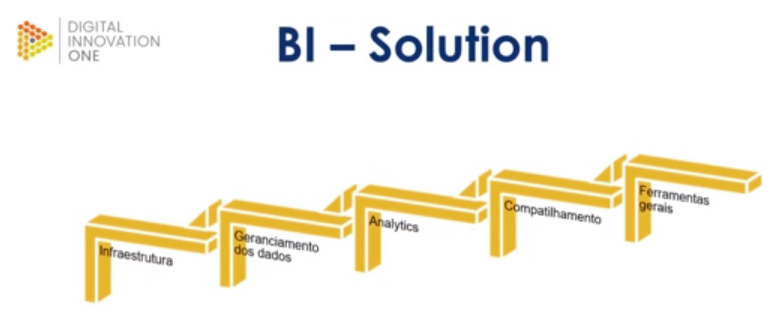 DIGITAL
INNOVATION
ONE
BI – Solution
Infraestrutura
Geranciamento
dos dados
Analytics
Compatilhamento
Ferramentas
gerais